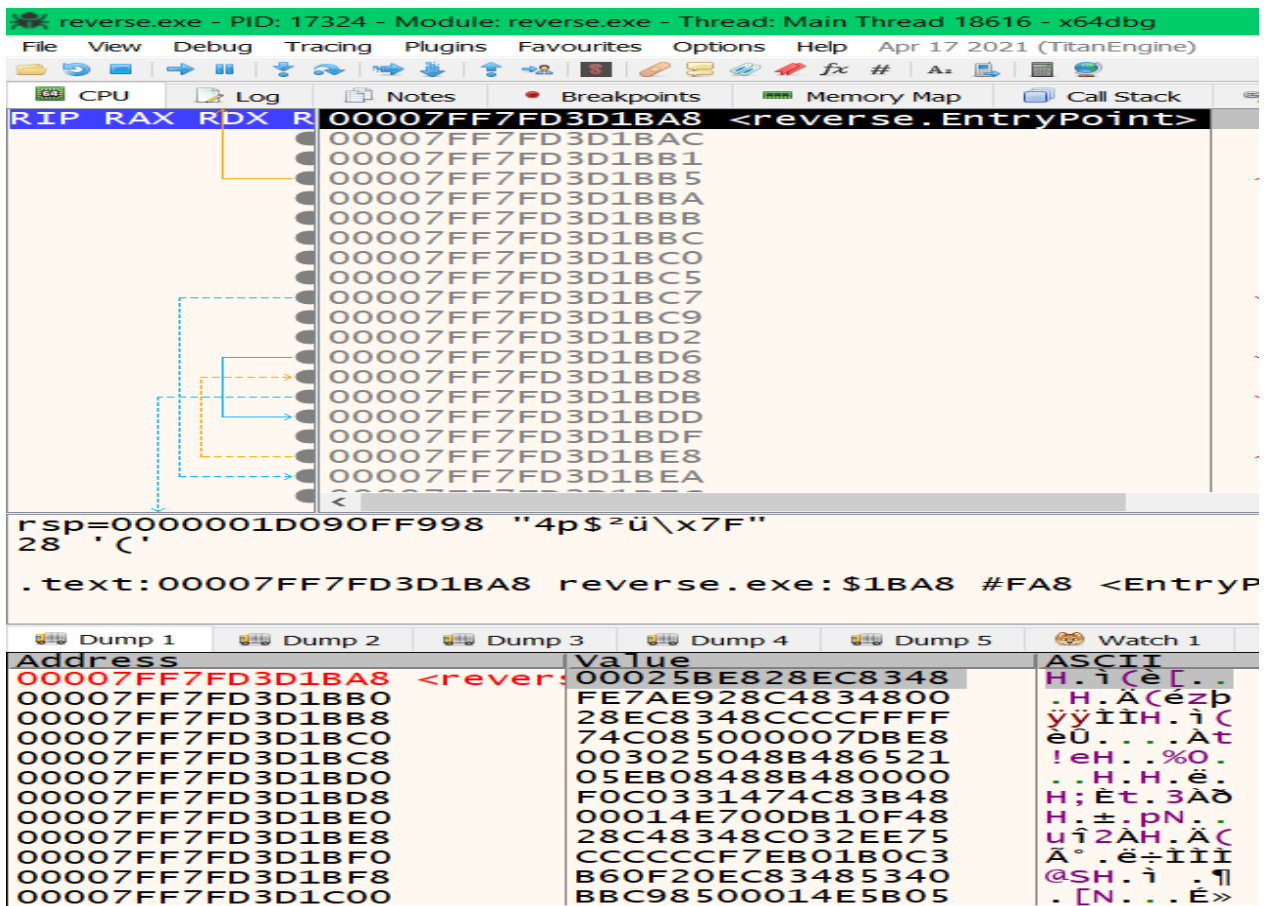 reverse.exe - PID: 17324 - Module: reverse.exe - Thread: Main Thread 18616 - x64dbg
File View Debug Tracing Plugins Favourites Options Help Apr 17 2021 (TitanEngine)
CPU Log Notes Breakpoints Memory Map Call Stack
RIP RAX RDX R 00007FF7FD3D1BA8 <reverse.EntryPoint>
00007FF7FD3D1BAC
00007FF7FD3D1BB1
00007FF7FD3D1BB5
00007FF7FD3D1BBA
00007FF7FD3D1BBB
00007FF7FD3D1BBC
00007FF7FD3D1BC0
00007FF7FD3D1BC5
00007FF7FD3D1BC7
00007FF7FD3D1BC9
00007FF7FD3D1BD2
00007FF7FD3D1BD6
00007FF7FD3D1BD8
00007FF7FD3D1BDB
00007FF7FD3D1BDD
00007FF7FD3D1BDF
00007FF7FD3D1BE8
00007FF7FD3D1BEA
rsp=0000001D090FF998 "4p$²ü\x7F"
28 '('
.text:00007FF7FD3D1BA8 reverse.exe:$1BA8 #FA8 <EntryP
Dump 1 Dump 2 Dump 3 Dump 4 Dump 5 Watch 1
Address Value ASCII
00007FF7FD3D1BA8 <revers 00025BE828EC8348 H.ì(è[..
00007FF7FD3D1BB0 FE7AE928C4834800 .H.Ä(ézþ
00007FF7FD3D1BB8 28EC8348CCCCFFFF ÿÿÌÌH.ì(
00007FF7FD3D1BC0 74C085000007DBE8 èÛ....Àt
00007FF7FD3D1BC8 003025048B486521 !eH..%0.
00007FF7FD3D1BD0 05EB08488B480000 ..H.H.ë.
00007FF7FD3D1BD8 F0C0331474C83B48 H;Èt.3Àð
00007FF7FD3D1BE0 00014E700DB10F48 H.±.pN..
00007FF7FD3D1BE8 28C48348C032EE75 uî2ÀH.Ä(
00007FF7FD3D1BF0 CCCCCCF7EB01B0C3 Ã°.ë÷ÌÌÌ
00007FF7FD3D1BF8 B60F20EC83485340 @SH.ì .¶
00007FF7FD3D1C00 BBC98500014E5B05 .[N...É»